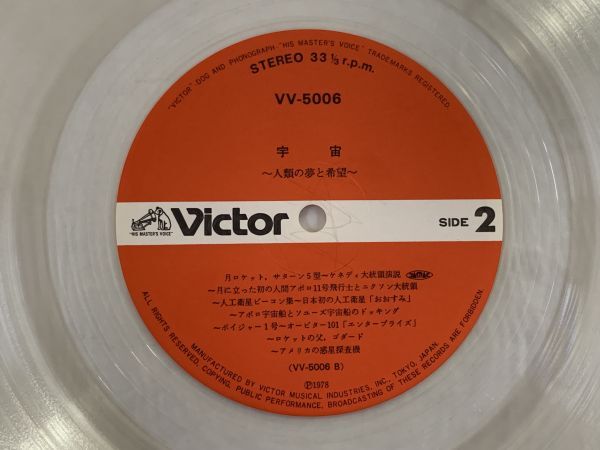 "VICTOR"-DOG AND PHONOGRAPH-"HIS MASTER'S VOICE" TRADEMARKS REGISTERED.
STEREO 33 ⅓ r.p.m.
VV-5006
宇 宙
〜人類の夢と希望〜
"HIS MASTER'S VOICE"
Victor
SIDE 2
月ロケット,サターン5型〜ケネディ大統領演説
〜月に立った初の人間アポロ11号飛行士とニクソン大統領
〜人工衛星ビーコン集〜日本初の人工衛星「おおすみ」
〜アポロ宇宙船とソユーズ宇宙船のドッキング
〜ボイジャー1号〜オービター101「エンタープライズ」
〜ロケットの父,ゴダード
〜アメリカの惑星探査機
(VV-5006 B)
Ⓟ1978
MANUFACTURED BY VICTOR MUSICAL INDUSTRIES, INC., TOKYO, JAPAN.
ALL RIGHTS RESERVED, COPYING, PUBLIC PERFORMANCE, BROADCASTING OF THESE RECORDS ARE FORBIDDEN.